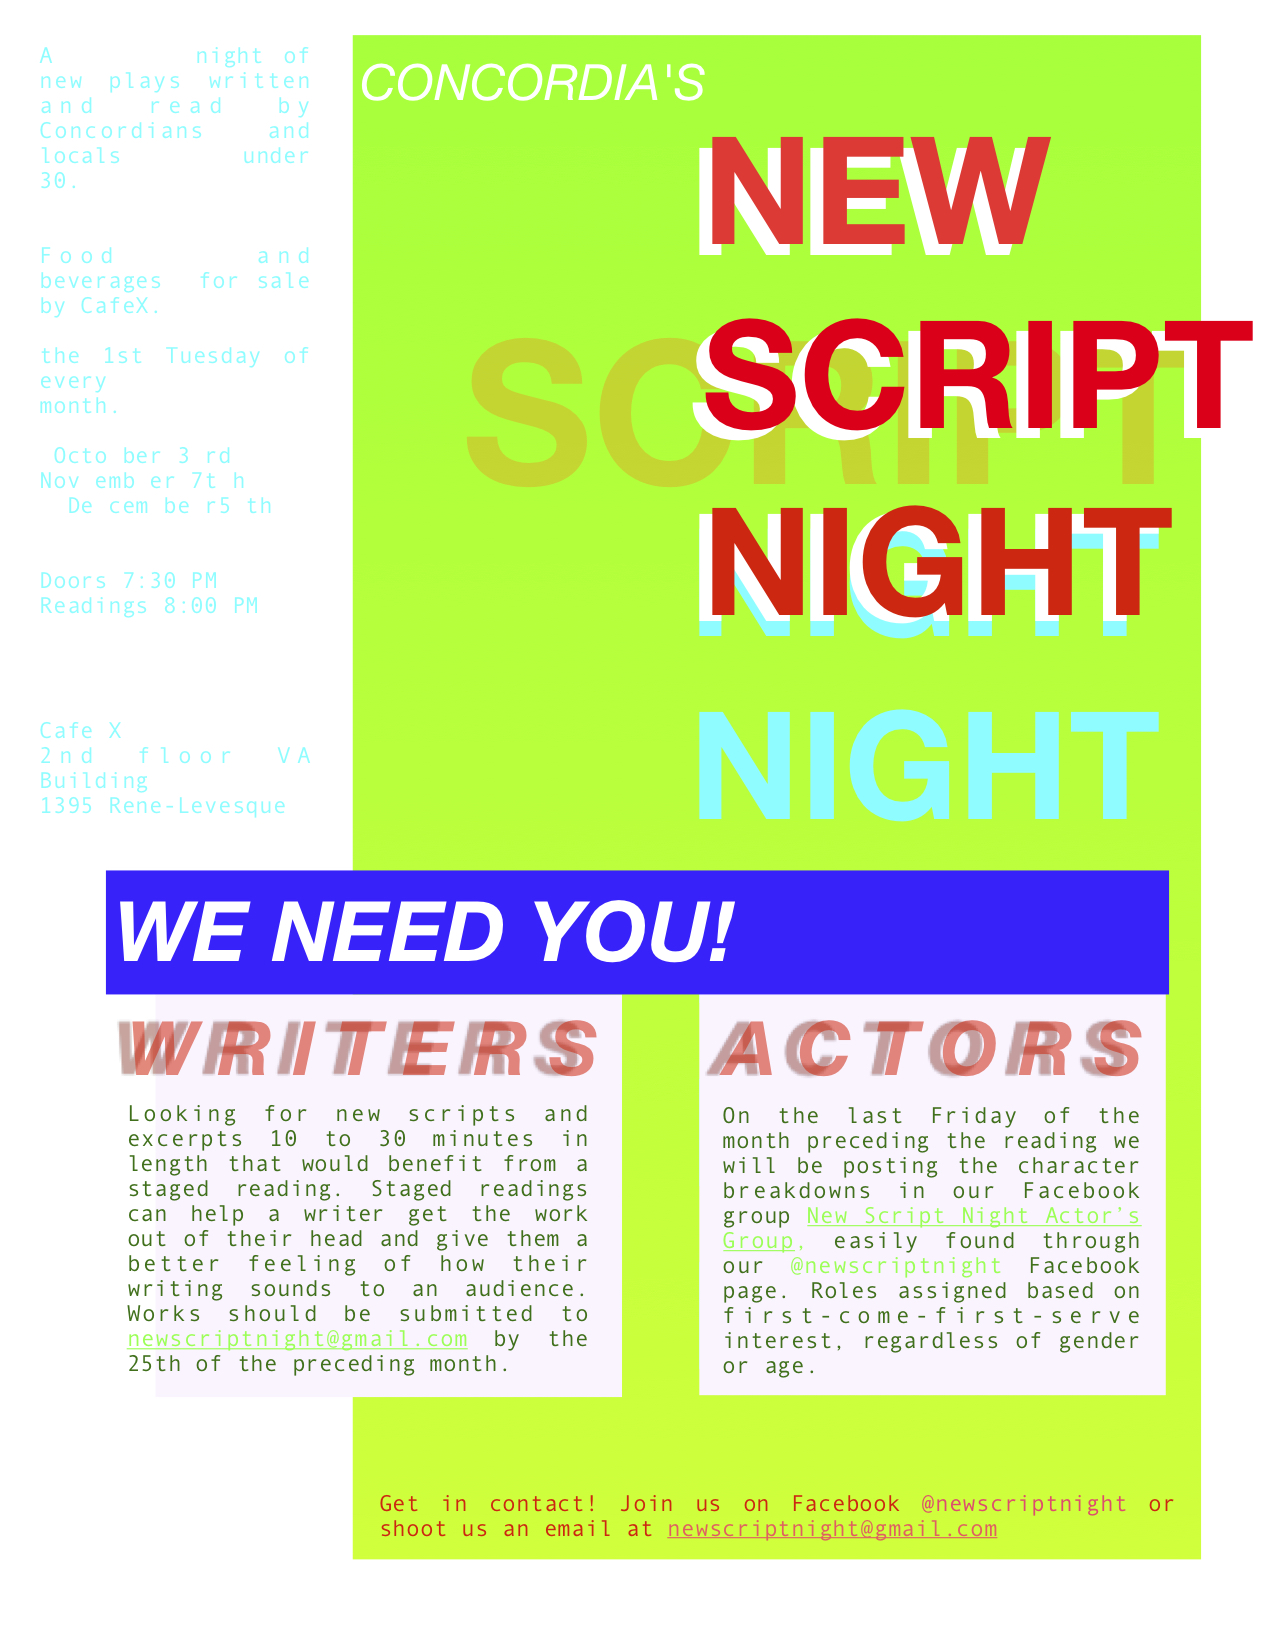 A night of
new plays written
and read by
Concordians and
locals under
30.
Food and
beverages for sale
by CafeX.
the 1st Tuesday of
every
month.
Octo ber 3 rd
Nov emb er 7t h
De cem be r5 th
Doors 7:30 PM
Readings 8:00 PM
Cafe X
2nd floor VA
Building
1395 Rene-Levesque
CONCORDIA'S
NEW
SCRIPT
SCRIPT
NIGHT
NIGHT
WE NEED YOU!
WRITERS
Looking for new scripts and
excerpts 10 to 30 minutes in
length that would benefit from a
staged reading. Staged readings
can help a writer get the work
out of their head and give them a
better feeling of how their
writing sounds to an audience.
Works should be submitted to
newscriptnight@gmail.com by the
25th of the preceding month.
ACTORS
On the last Friday of the
month preceding the reading we
will be posting the character
breakdowns in our Facebook
group New Script Night Actor's
Group, easily found through
our @newscriptnight Facebook
page. Roles assigned based on
first-come-first-serve
interest, regardless of gender
or age.
Get in contact! Join us on Facebook @newscriptnight or
shoot us an email at newscriptnight@gmail.com